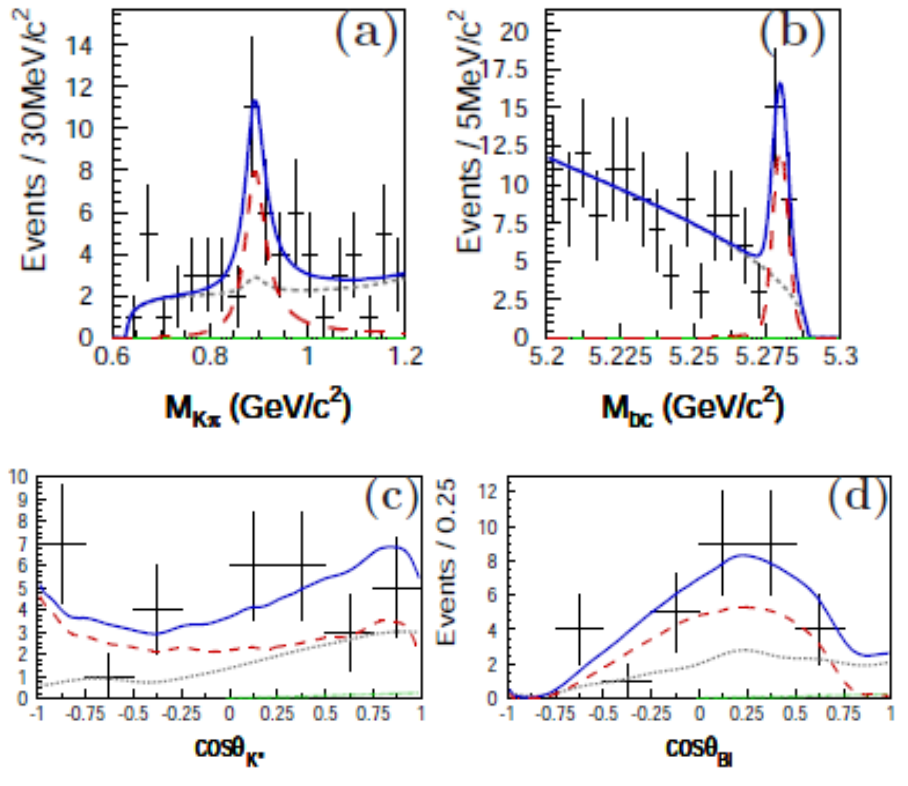 (a)
Events / 30MeV/c²
14
12
10
8
6
4
2
0
0.6 0.8 1 1.2
M_Kπ (GeV/c²)
(b)
Events / 5MeV/c²
20
17.5
15
12.5
10
7.5
5
2.5
0
5.2 5.225 5.25 5.275 5.3
M_bc (GeV/c²)
(c)
10
9
8
7
6
5
4
3
2
1
0
-1 -0.75 -0.5 -0.25 0 0.25 0.5 0.75 1
cosθ_K*
(d)
Events / 0.25
12
10
8
6
4
2
0
-1 -0.75 -0.5 -0.25 0 0.25 0.5 0.75 1
cosθ_Bl